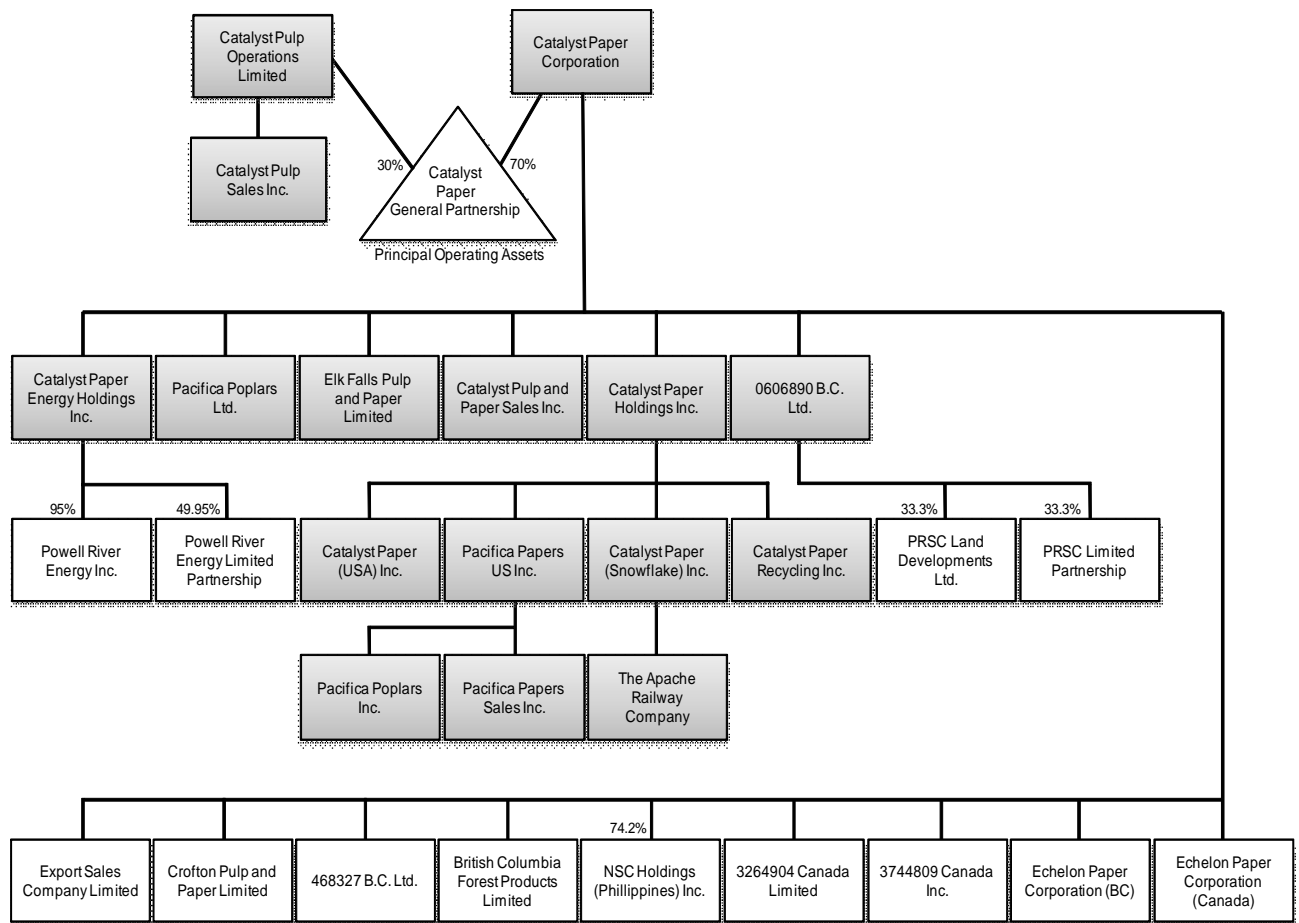 Catalyst Pulp
Operations
Limited
Catalyst Paper
Corporation
Catalyst Pulp
Sales Inc.
30%
70%
Catalyst
Paper
General Partnership
Principal Operating Assets
Catalyst Paper
Energy Holdings
Inc.
Pacifica Poplars
Ltd.
Elk Falls Pulp
and Paper
Limited
Catalyst Pulp and
Paper Sales Inc.
Catalyst Paper
Holdings Inc.
0606890 B.C.
Ltd.
95%
49.95%
33.3%
33.3%
Powell River
Energy Inc.
Powell River
Energy Limited
Partnership
Catalyst Paper
(USA) Inc.
Pacifica Papers
US Inc.
Catalyst Paper
(Snowflake) Inc.
Catalyst Paper
Recycling Inc.
PRSC Land
Developments
Ltd.
PRSC Limited
Partnership
Pacifica Poplars
Inc.
Pacifica Papers
Sales Inc.
The Apache
Railway
Company
74.2%
Export Sales
Company Limited
Crofton Pulp and
Paper Limited
468327 B.C. Ltd.
British Columbia
Forest Products
Limited
NSC Holdings
(Phillippines) Inc.
3264904 Canada
Limited
3744809 Canada
Inc.
Echelon Paper
Corporation (BC)
Echelon Paper
Corporation
(Canada)